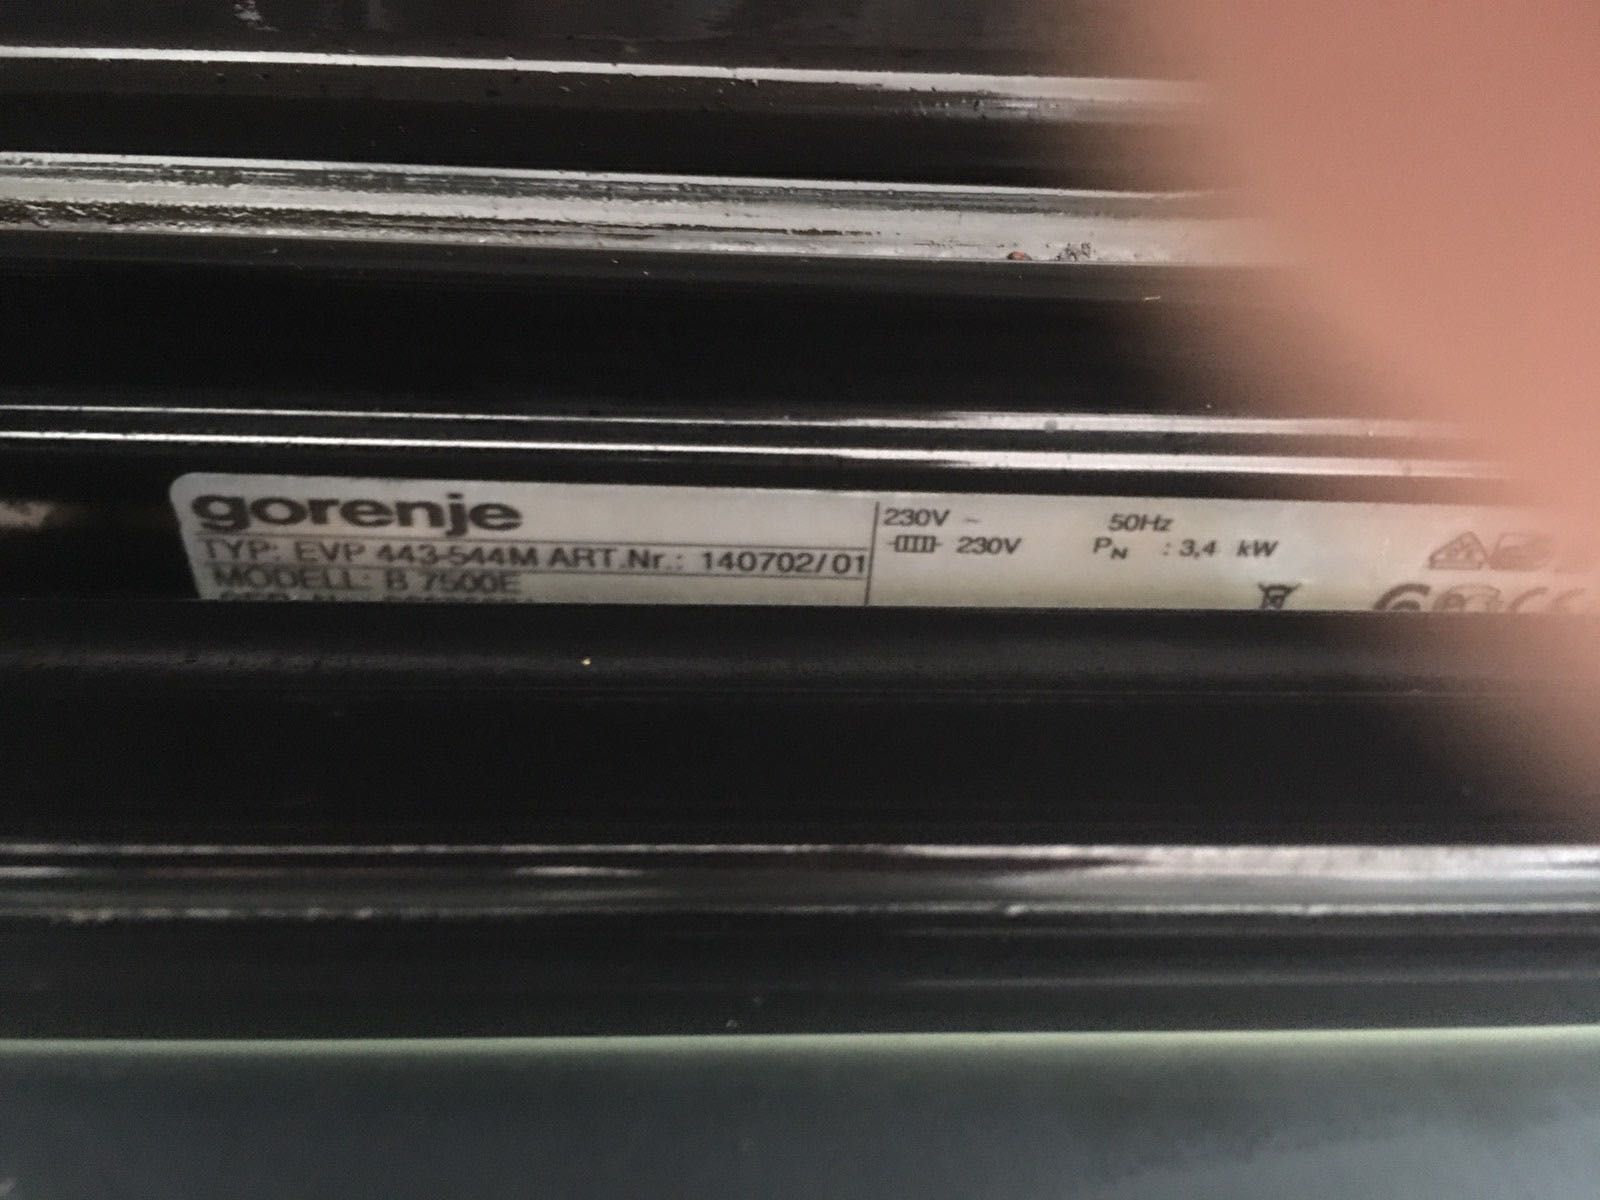 gorenje
TYP: EVP 443-544M ART.Nr.: 140702/01
MODELL: B 7500E
230V ~ 50Hz
230V PN : 3,4 kW